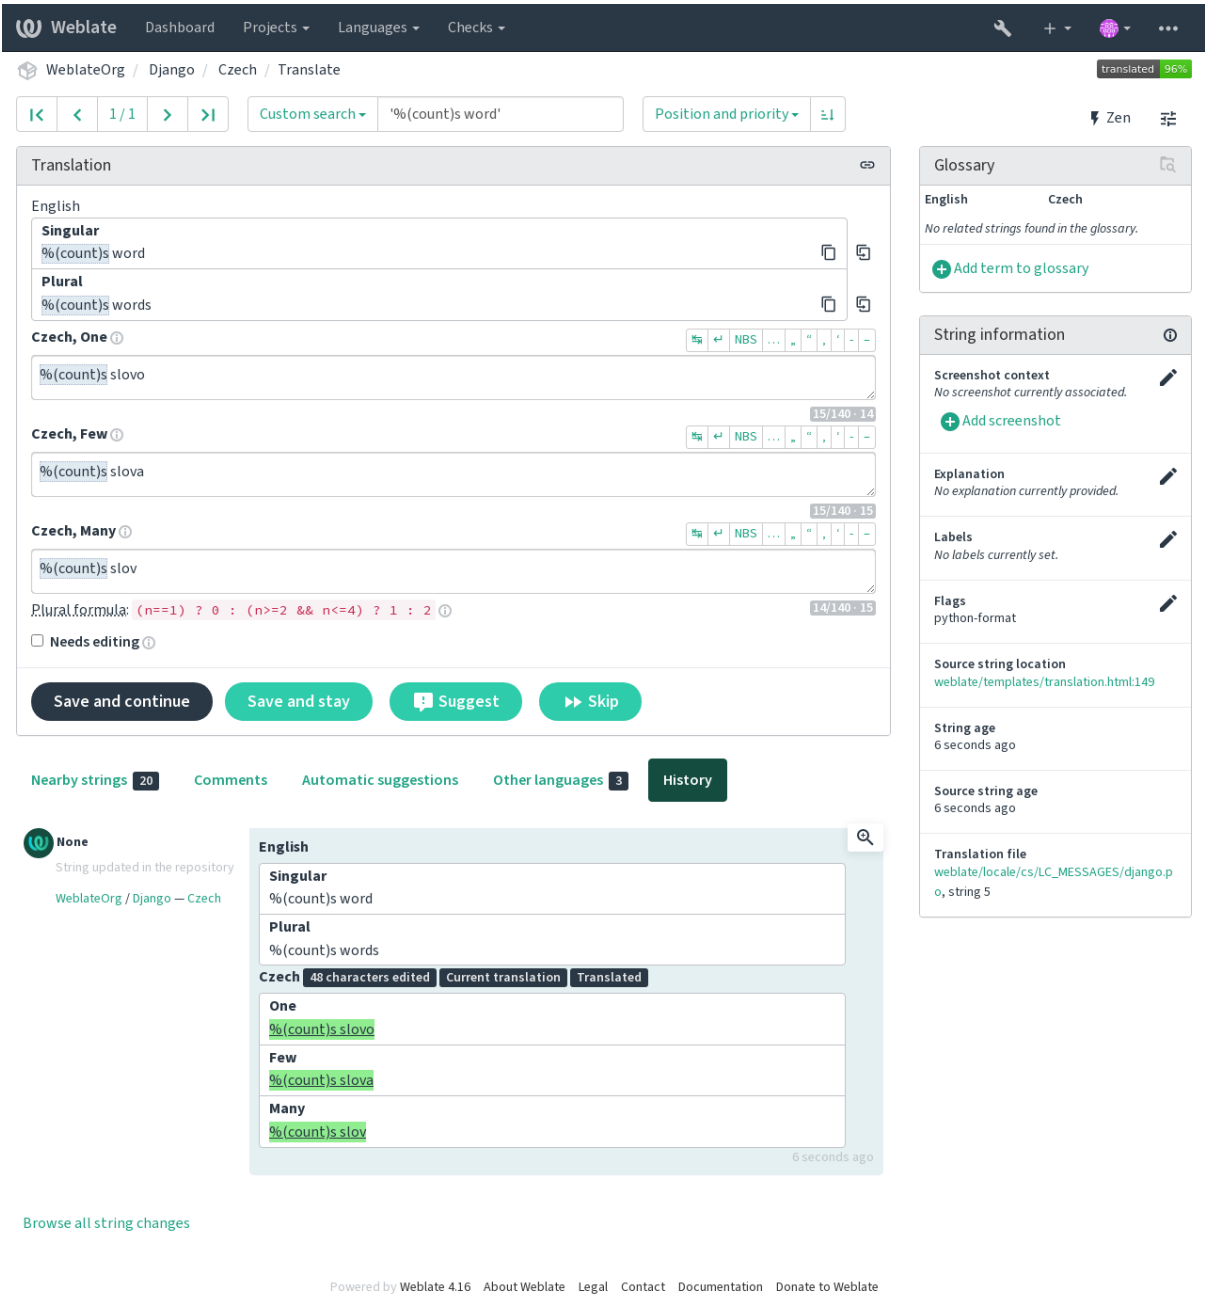 Weblate Dashboard Projects Languages Checks
WeblateOrg / Django / Czech / Translate translated 96%
1 / 1 Custom search '%(count)s word' Position and priority Zen
Translation
English
Singular
%(count)s word
Plural
%(count)s words
Czech, One ↹ ↵ NBS … „ “ ‚ ‘ - –
%(count)s slovo
15/140 · 14
Czech, Few ↹ ↵ NBS … „ “ ‚ ‘ - –
%(count)s slova
15/140 · 15
Czech, Many ↹ ↵ NBS … „ “ ‚ ‘ - –
%(count)s slov
Plural formula: (n==1) ? 0 : (n>=2 && n<=4) ? 1 : 2 14/140 · 15
Needs editing
Save and continue Save and stay Suggest Skip
Glossary
English Czech
No related strings found in the glossary.
Add term to glossary
String information
Screenshot context
No screenshot currently associated.
Add screenshot
Explanation
No explanation currently provided.
Labels
No labels currently set.
Flags
python-format
Source string location
weblate/templates/translation.html:149
String age
6 seconds ago
Source string age
6 seconds ago
Translation file
weblate/locale/cs/LC_MESSAGES/django.p
o, string 5
Nearby strings 20 Comments Automatic suggestions Other languages 3 History
None
String updated in the repository
WeblateOrg / Django — Czech
English
Singular
%(count)s word
Plural
%(count)s words
Czech 48 characters edited Current translation Translated
One
%(count)s slovo
Few
%(count)s slova
Many
%(count)s slov
6 seconds ago
Browse all string changes
Powered by Weblate 4.16 About Weblate Legal Contact Documentation Donate to Weblate